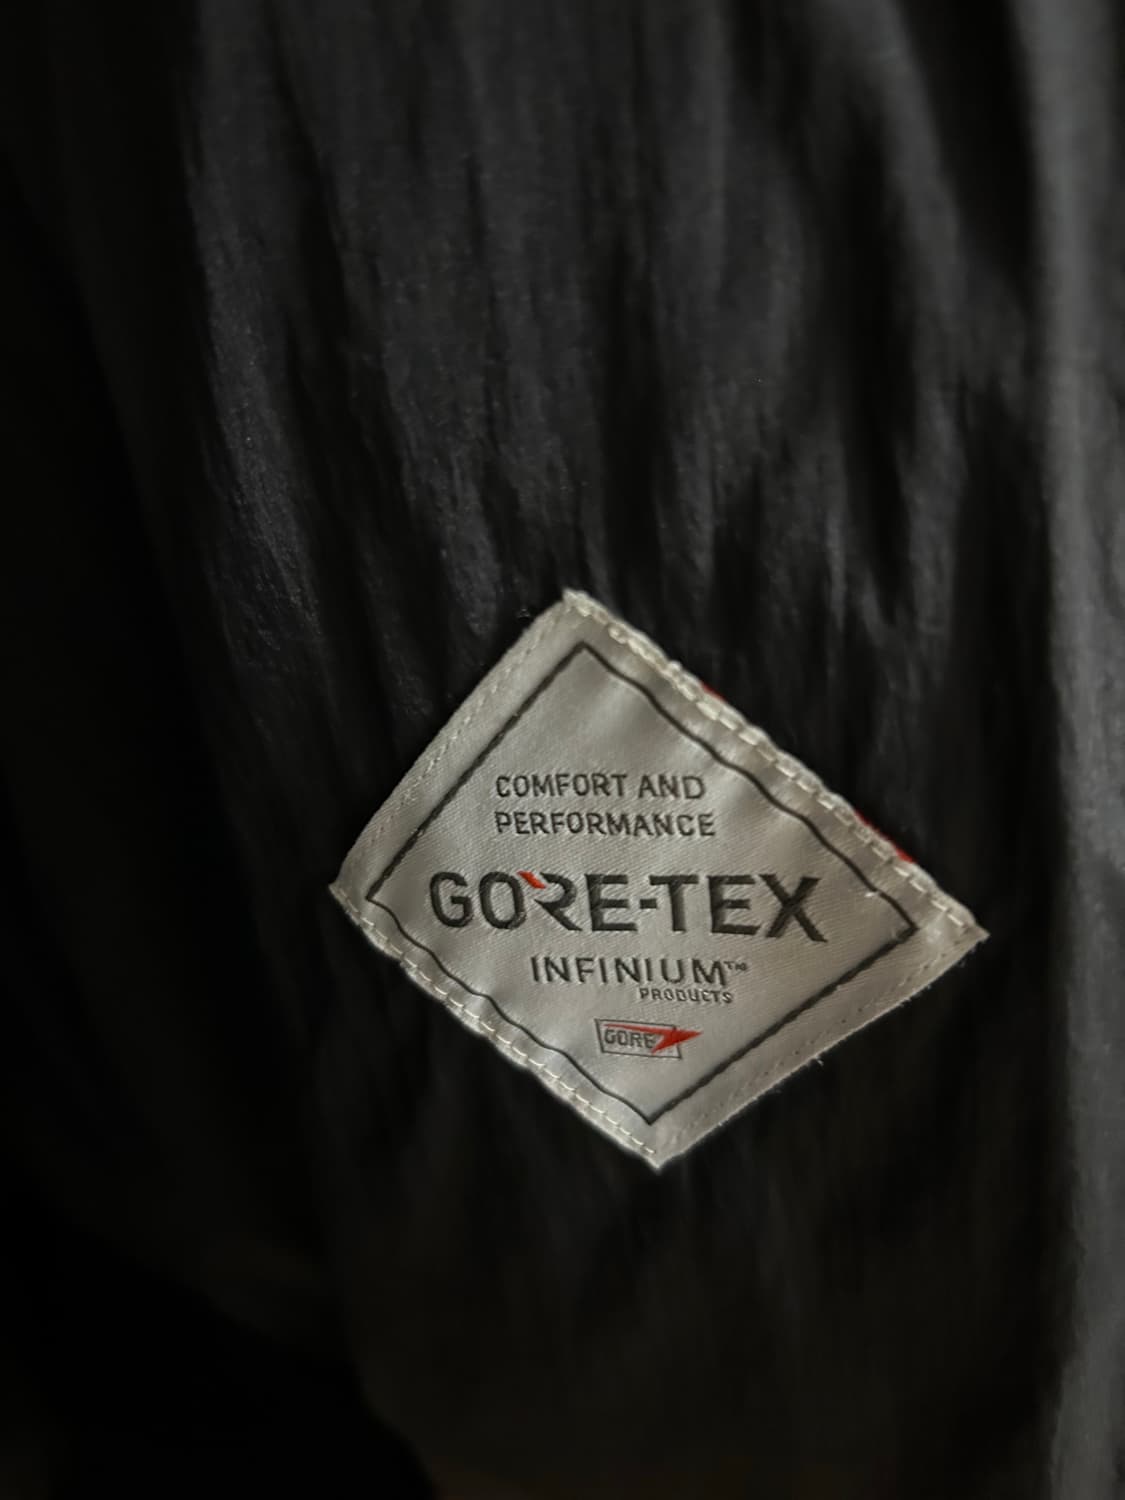 COMFORT AND
PERFORMANCE
GORE-TEX
INFINIUM™
PRODUCTS
GORE